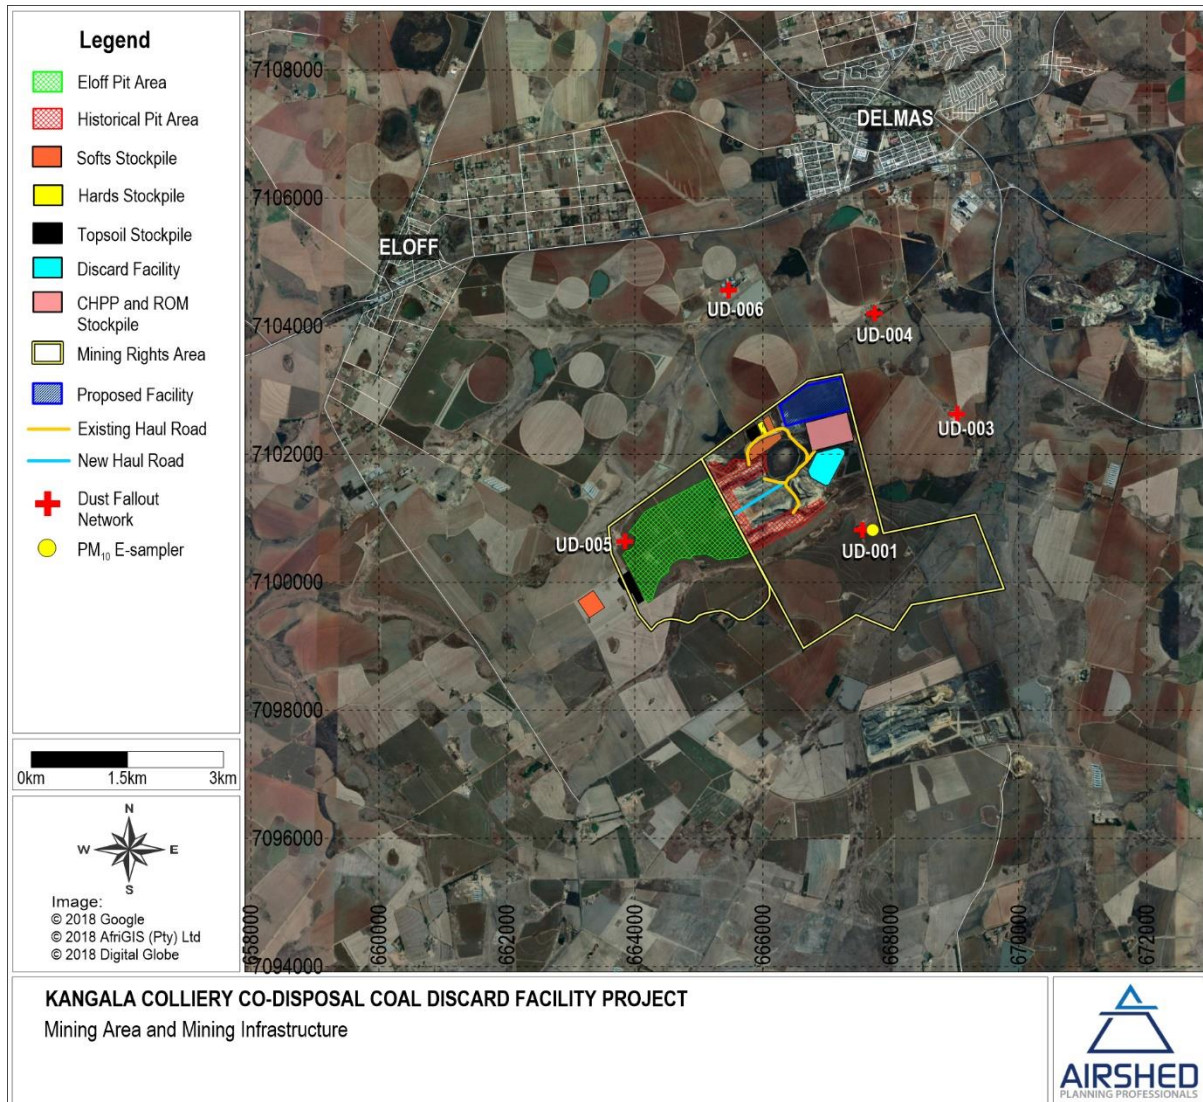 Legend
Eloff Pit Area
Historical Pit Area
Softs Stockpile
Hards Stockpile
Topsoil Stockpile
Discard Facility
CHPP and ROM
Stockpile
Mining Rights Area
Proposed Facility
Existing Haul Road
New Haul Road
Dust Fallout
Network
PM₁₀ E-sampler
0km 1.5km 3km
N
W E
S
Image:
© 2018 Google
© 2018 AfriGIS (Pty) Ltd
© 2018 Digital Globe
7108000
DELMAS
7106000
ELOFF
UD-006
7104000
UD-004
UD-003
7102000
UD-005
UD-001
7100000
7098000
7096000
7094000
658000
660000
662000
664000
666000
668000
670000
672000
KANGALA COLLIERY CO-DISPOSAL COAL DISCARD FACILITY PROJECT
Mining Area and Mining Infrastructure
AIRSHED
PLANNING PROFESSIONALS